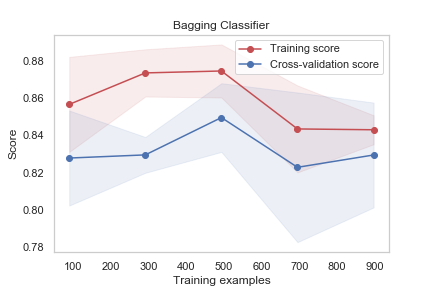 Bagging Classifier
Training score
Cross-validation score
Score
0.88
0.86
0.84
0.82
0.80
0.78
100 200 300 400 500 600 700 800 900
Training examples